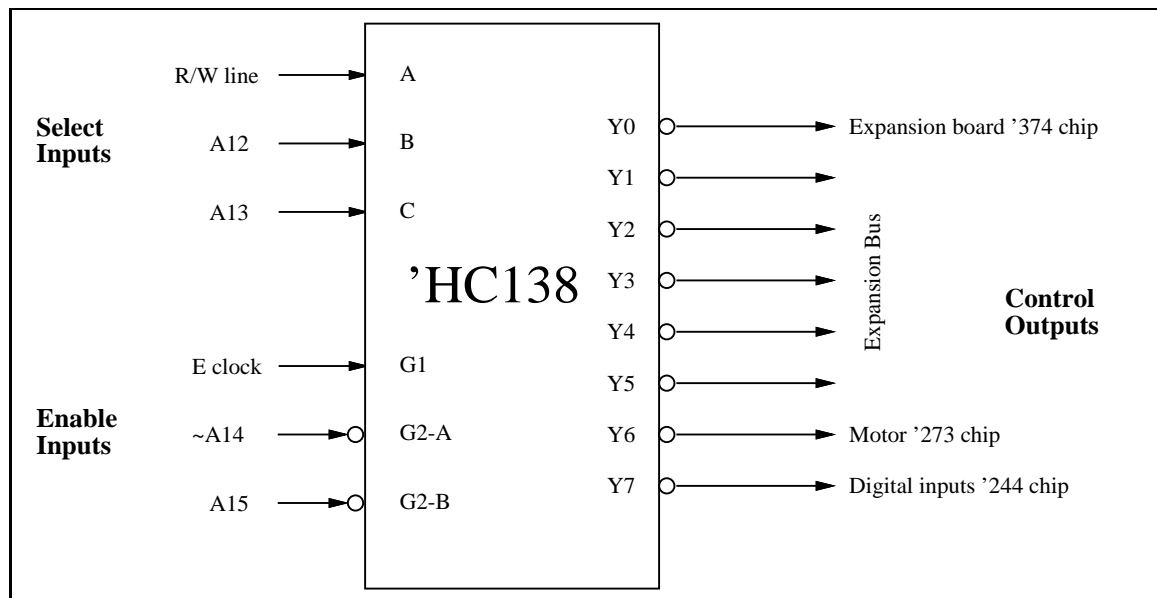 Select
Inputs
R/W line
A12
A13
Enable
Inputs
E clock
~A14
A15
A
B
C
’HC138
G1
G2-A
G2-B
Y0
Y1
Y2
Y3
Y4
Y5
Y6
Y7
Expansion board ’374 chip
Expansion Bus
Motor ’273 chip
Digital inputs ’244 chip
Control
Outputs